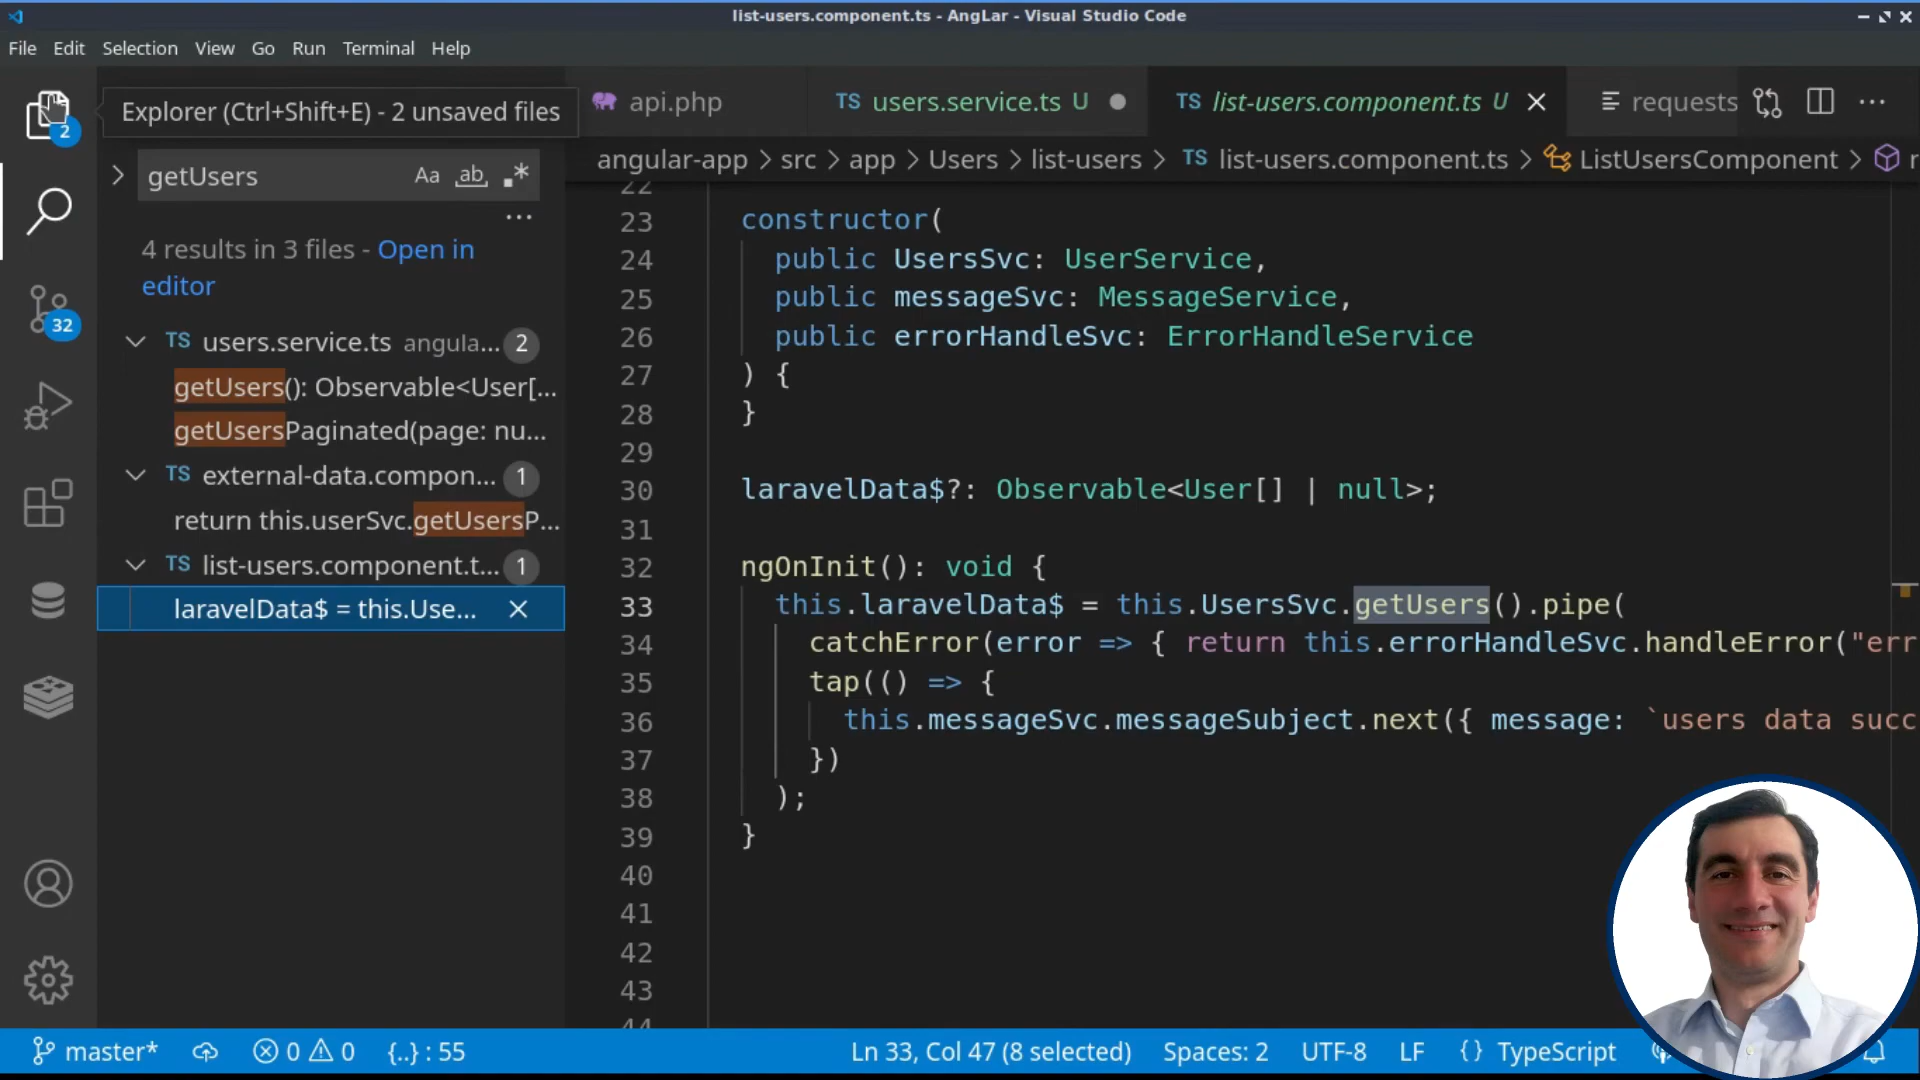 list-users.component.ts - AngLar - Visual Studio Code
File Edit Selection View Go Run Terminal Help
2
Explorer (Ctrl+Shift+E) - 2 unsaved files
api.php
TS users.service.ts U
TS list-users.component.ts U
requests
...
getUsers
Aa ab .*
...
4 results in 3 files - Open in
editor
32
TS users.service.ts angula... 2
getUsers(): Observable<User[...
getUsersPaginated(page: nu...
TS external-data.compon... 1
return this.userSvc.getUsersP...
TS list-users.component.t... 1
laravelData$ = this.Use...
angular-app > src > app > Users > list-users > TS list-users.component.ts > ListUsersComponent >
22
23 constructor(
24 public UsersSvc: UserService,
25 public messageSvc: MessageService,
26 public errorHandleSvc: ErrorHandleService
27 ) {
28 }
29
30 laravelData$?: Observable<User[] | null>;
31
32 ngOnInit(): void {
33 this.laravelData$ = this.UsersSvc.getUsers().pipe(
34 catchError(error => { return this.errorHandleSvc.handleError("err
35 tap(() => {
36 this.messageSvc.messageSubject.next({ message: `users data succ
37 })
38 );
39 }
40
41
42
43
44
master* 0 0 {..} : 55 Ln 33, Col 47 (8 selected) Spaces: 2 UTF-8 LF {} TypeScript